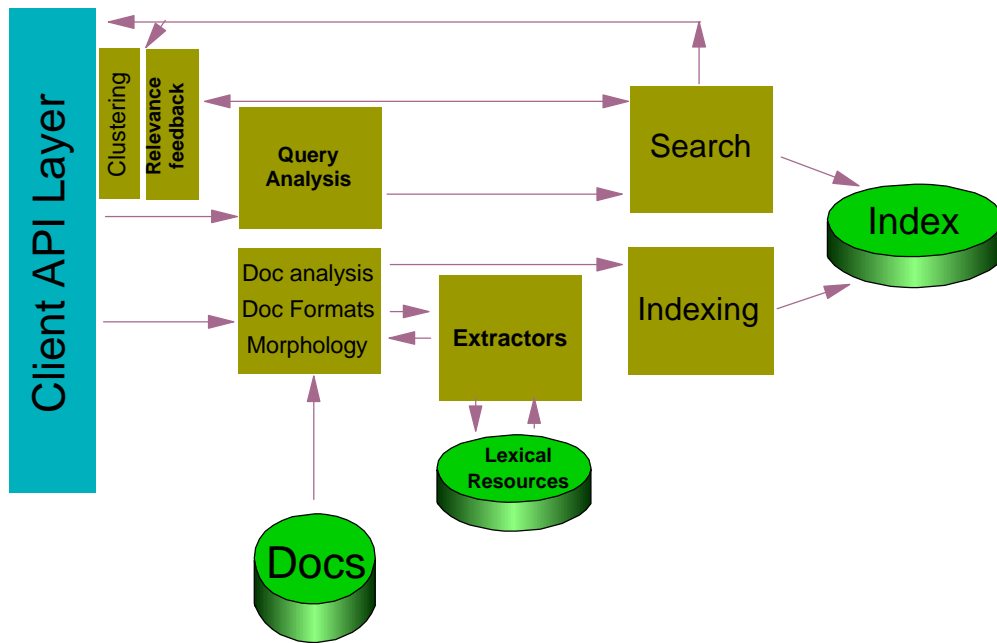 Client API Layer
Clustering
Relevance
feedback
Query
Analysis
Search
Index
Doc analysis
Doc Formats
Morphology
Extractors
Indexing
Lexical
Resources
Docs